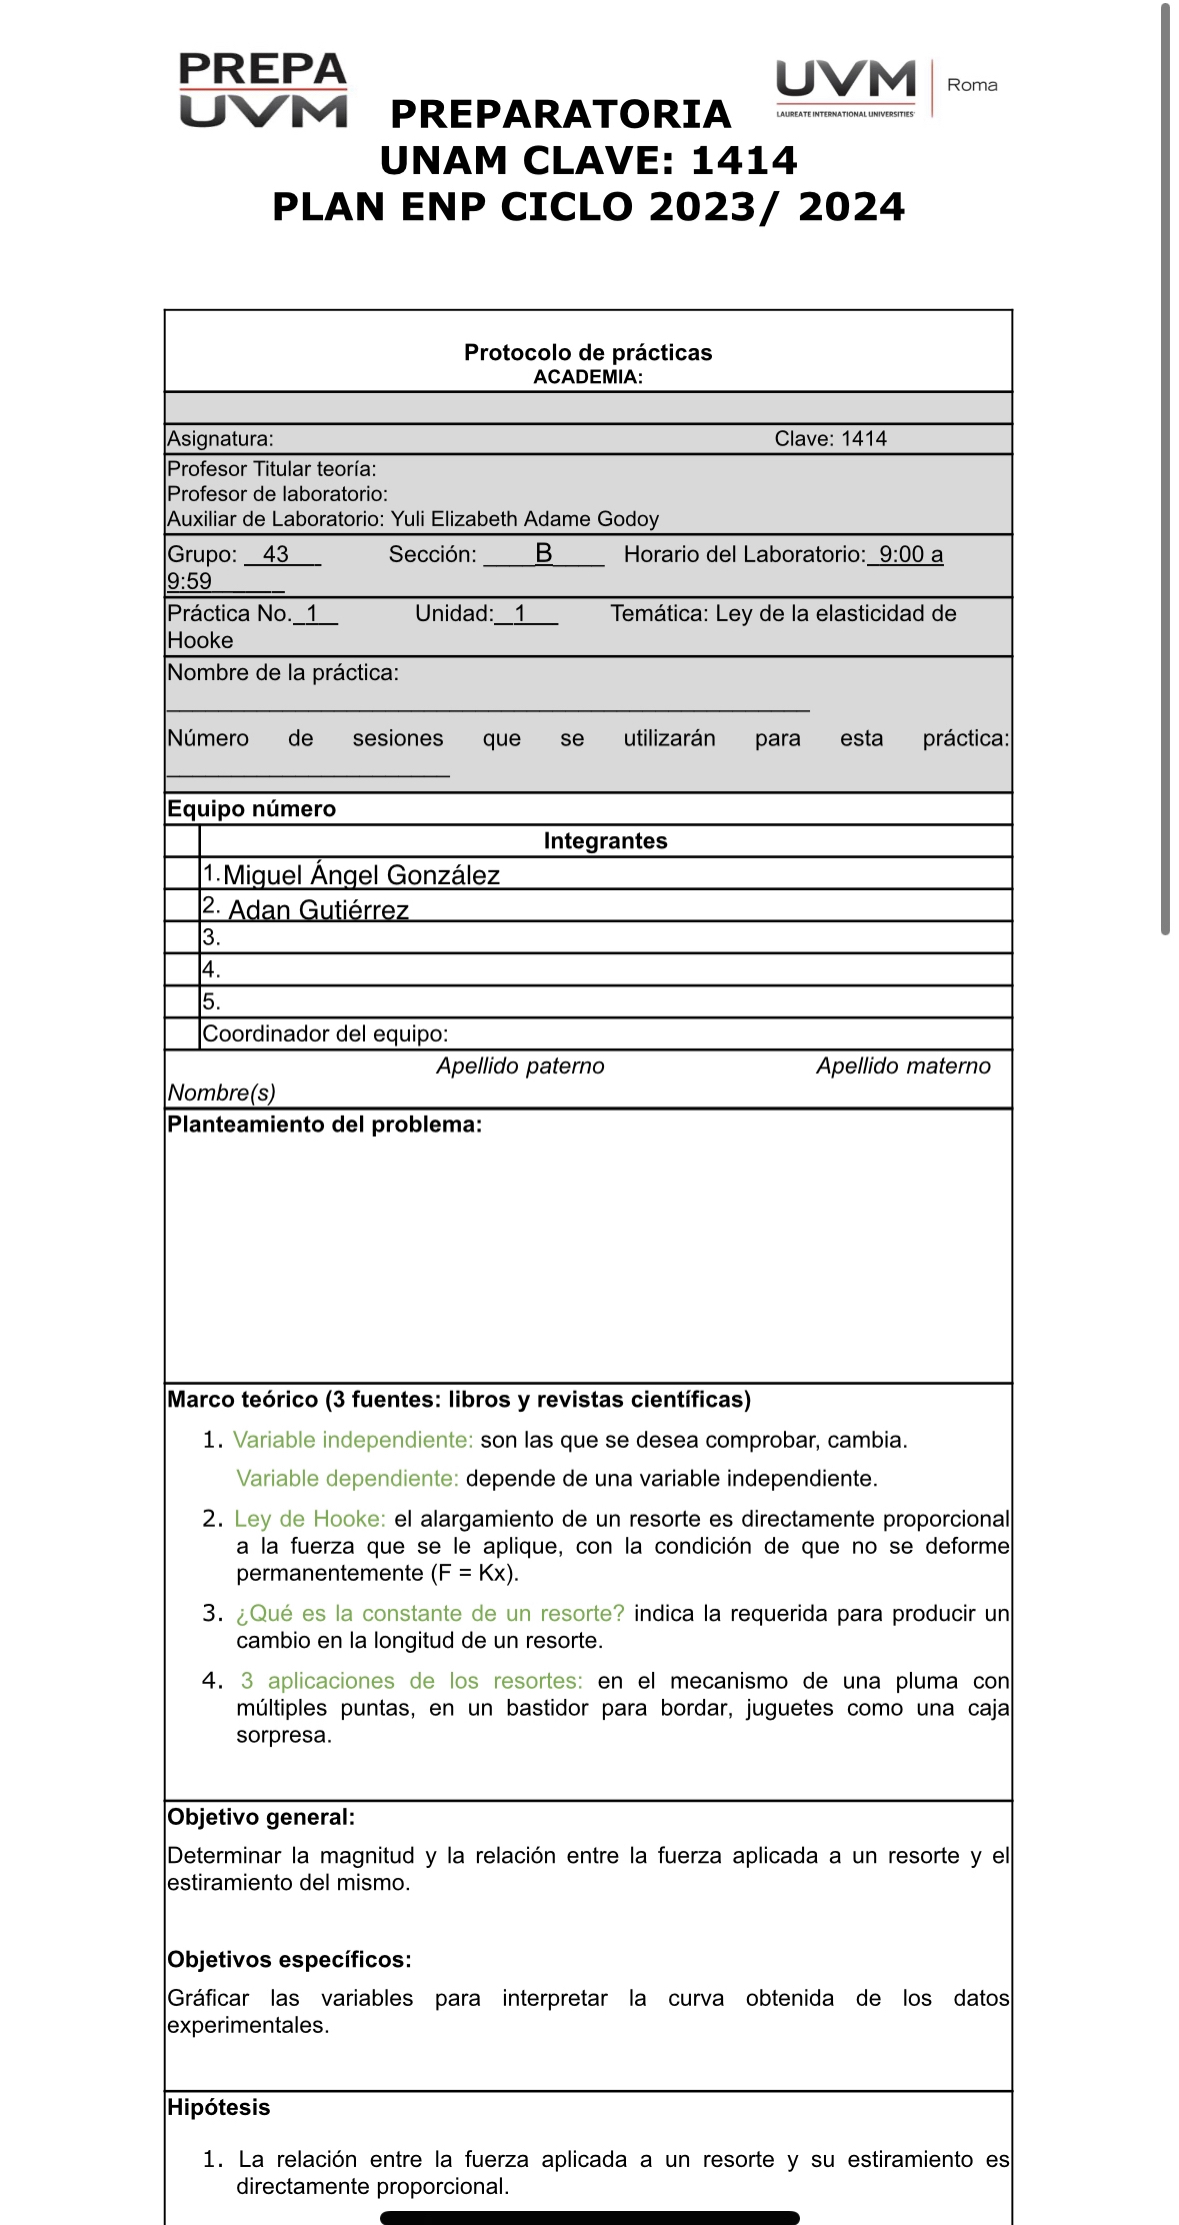 PREPA
UVM
UVM
LAUREATE INTERNATIONAL UNIVERSITIES
Roma
PREPARATORIA
UNAM CLAVE: 1414
PLAN ENP CICLO 2023/ 2024
Protocolo de prácticas
ACADEMIA:
Asignatura: Clave: 1414
Profesor Titular teoría:
Profesor de laboratorio:
Auxiliar de Laboratorio: Yuli Elizabeth Adame Godoy
Grupo: __43___ Sección: ____B____ Horario del Laboratorio:_9:00 a
9:59______
Práctica No._1__ Unidad:__1___ Temática: Ley de la elasticidad de
Hooke
Nombre de la práctica:
Número de sesiones que se utilizarán para esta práctica:
Equipo número
Integrantes
1. Miguel Ángel González
2. Adan Gutiérrez
3.
4.
5.
Coordinador del equipo:
Apellido paterno Apellido materno
Nombre(s)
Planteamiento del problema:
Marco teórico (3 fuentes: libros y revistas científicas)
1. Variable independiente: son las que se desea comprobar, cambia.
Variable dependiente: depende de una variable independiente.
2. Ley de Hooke: el alargamiento de un resorte es directamente proporcional
a la fuerza que se le aplique, con la condición de que no se deforme
permanentemente (F = Kx).
3. ¿Qué es la constante de un resorte? indica la requerida para producir un
cambio en la longitud de un resorte.
4. 3 aplicaciones de los resortes: en el mecanismo de una pluma con
múltiples puntas, en un bastidor para bordar, juguetes como una caja
sorpresa.
Objetivo general:
Determinar la magnitud y la relación entre la fuerza aplicada a un resorte y el
estiramiento del mismo.
Objetivos específicos:
Gráficar las variables para interpretar la curva obtenida de los datos
experimentales.
Hipótesis
1. La relación entre la fuerza aplicada a un resorte y su estiramiento es
directamente proporcional.